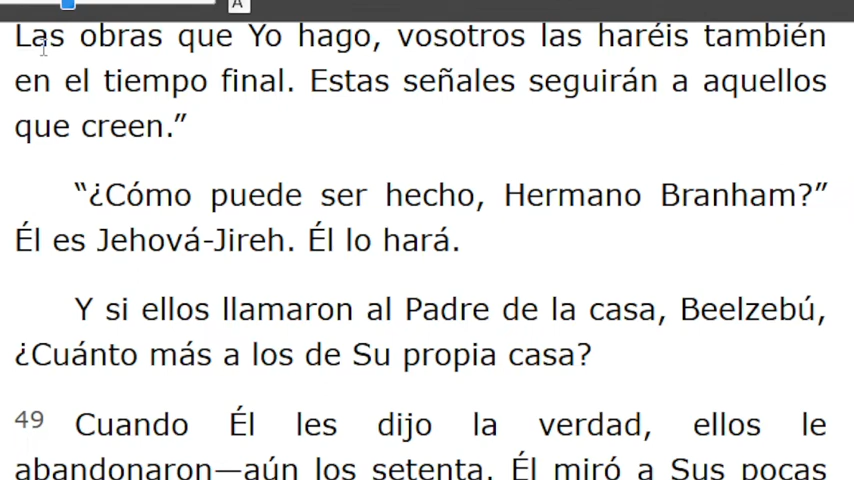 A
Las obras que Yo hago, vosotros las haréis también
en el tiempo final. Estas señales seguirán a aquellos
que creen.”
“¿Cómo puede ser hecho, Hermano Branham?”
Él es Jehová-Jireh. Él lo hará.
Y si ellos llamaron al Padre de la casa, Beelzebú,
¿Cuánto más a los de Su propia casa?
49 Cuando Él les dijo la verdad, ellos le
abandonaron—aún los setenta. Él miró a Sus pocas